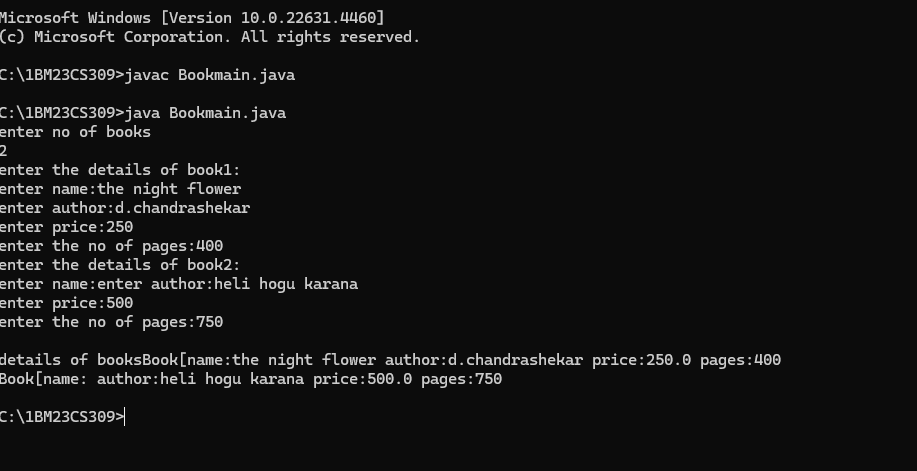 Microsoft Windows [Version 10.0.22631.4460]
(c) Microsoft Corporation. All rights reserved.
C:\1BM23CS309>javac Bookmain.java
C:\1BM23CS309>java Bookmain.java
enter no of books
2
enter the details of book1:
enter name:the night flower
enter author:d.chandrashekar
enter price:250
enter the no of pages:400
enter the details of book2:
enter name:enter author:heli hogu karana
enter price:500
enter the no of pages:750
details of booksBook[name:the night flower author:d.chandrashekar price:250.0 pages:400
Book[name: author:heli hogu karana price:500.0 pages:750
C:\1BM23CS309>